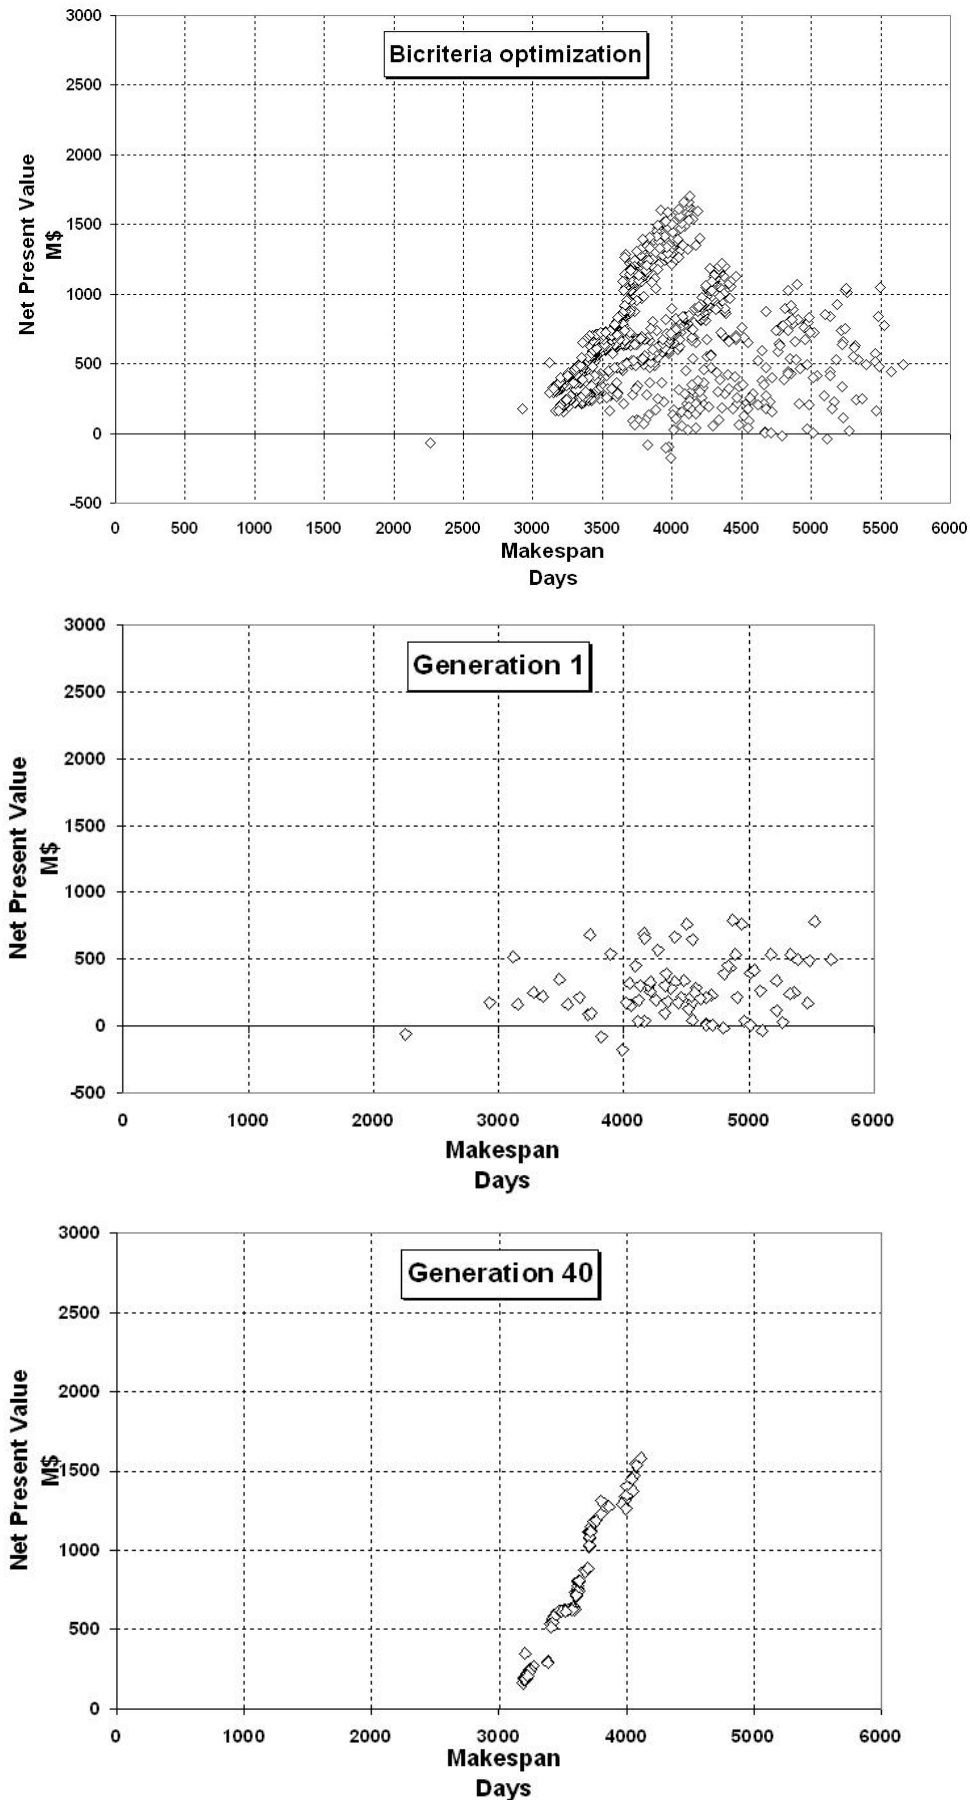 3000
Bicriteria optimization
2500
2000
1500
1000
500
0
-500
Net Present Value
M$
0 500 1000 1500 2000 2500 3000 3500 4000 4500 5000 5500 6000
Makespan
Days
3000
Generation 1
2500
2000
1500
1000
500
0
-500
Net Present Value
M$
0 1000 2000 3000 4000 5000 6000
Makespan
Days
3000
Generation 40
2500
2000
1500
1000
500
0
Net Present Value
M$
0 1000 2000 3000 4000 5000 6000
Makespan
Days